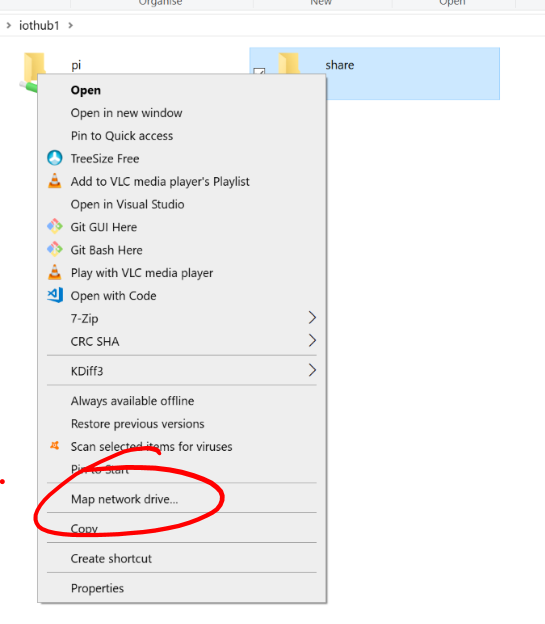 Organise
New
Open
iothub1
pi
share
Open
Open in new window
Pin to Quick access
TreeSize Free
Add to VLC media player's Playlist
Open in Visual Studio
Git GUI Here
Git Bash Here
Play with VLC media player
Open with Code
7-Zip
CRC SHA
KDiff3
Always available offline
Restore previous versions
Scan selected items for viruses
Pin to Start
Map network drive...
Copy
Create shortcut
Properties